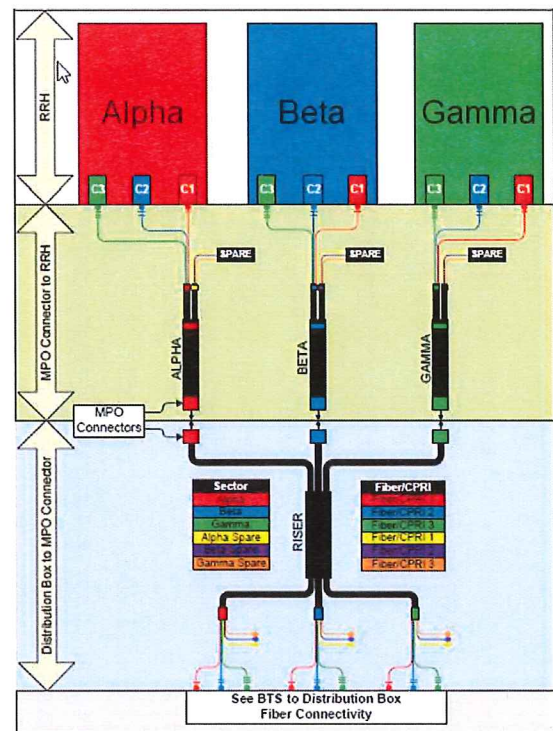 RRH
Alpha
Beta
Gamma
C3
C2
C1
C3
C2
C1
C3
C2
C1
MPO Connector to RRH
SPARE
SPARE
SPARE
ALPHA
BETA
GAMMA
MPO
Connectors
Distribution Box to MPO Connector
Sector
Alpha
Beta
Gamma
Alpha Spare
Beta Spare
Gamma Spare
RISER
Fiber/CPRI
Fiber/CPRI 1
Fiber/CPRI 2
Fiber/CPRI 3
Fiber/CPRI 1
Fiber/CPRI 2
Fiber/CPRI 3
See BTS to Distribution Box
Fiber Connectivity